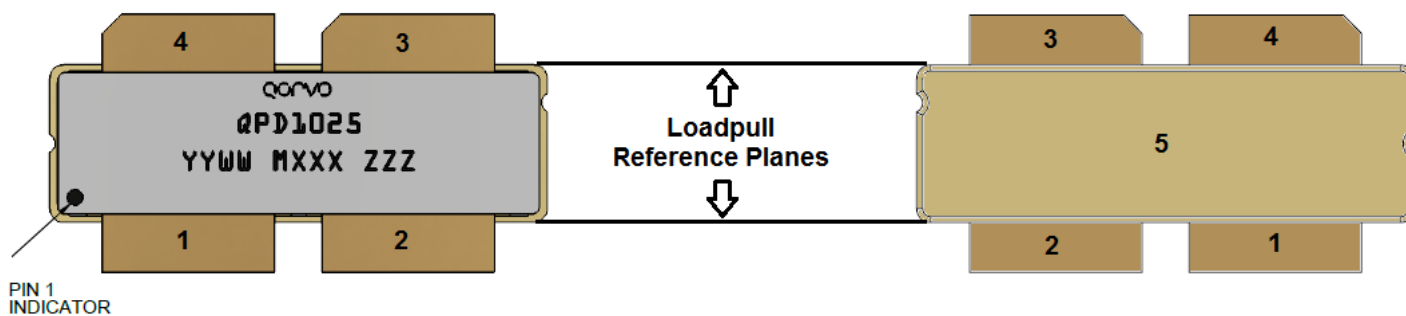 4 3
QORVO
QPD1025
YYWW MXXX ZZZ
1 2
PIN 1
INDICATOR
Loadpull
Reference Planes
3 4
5
2 1